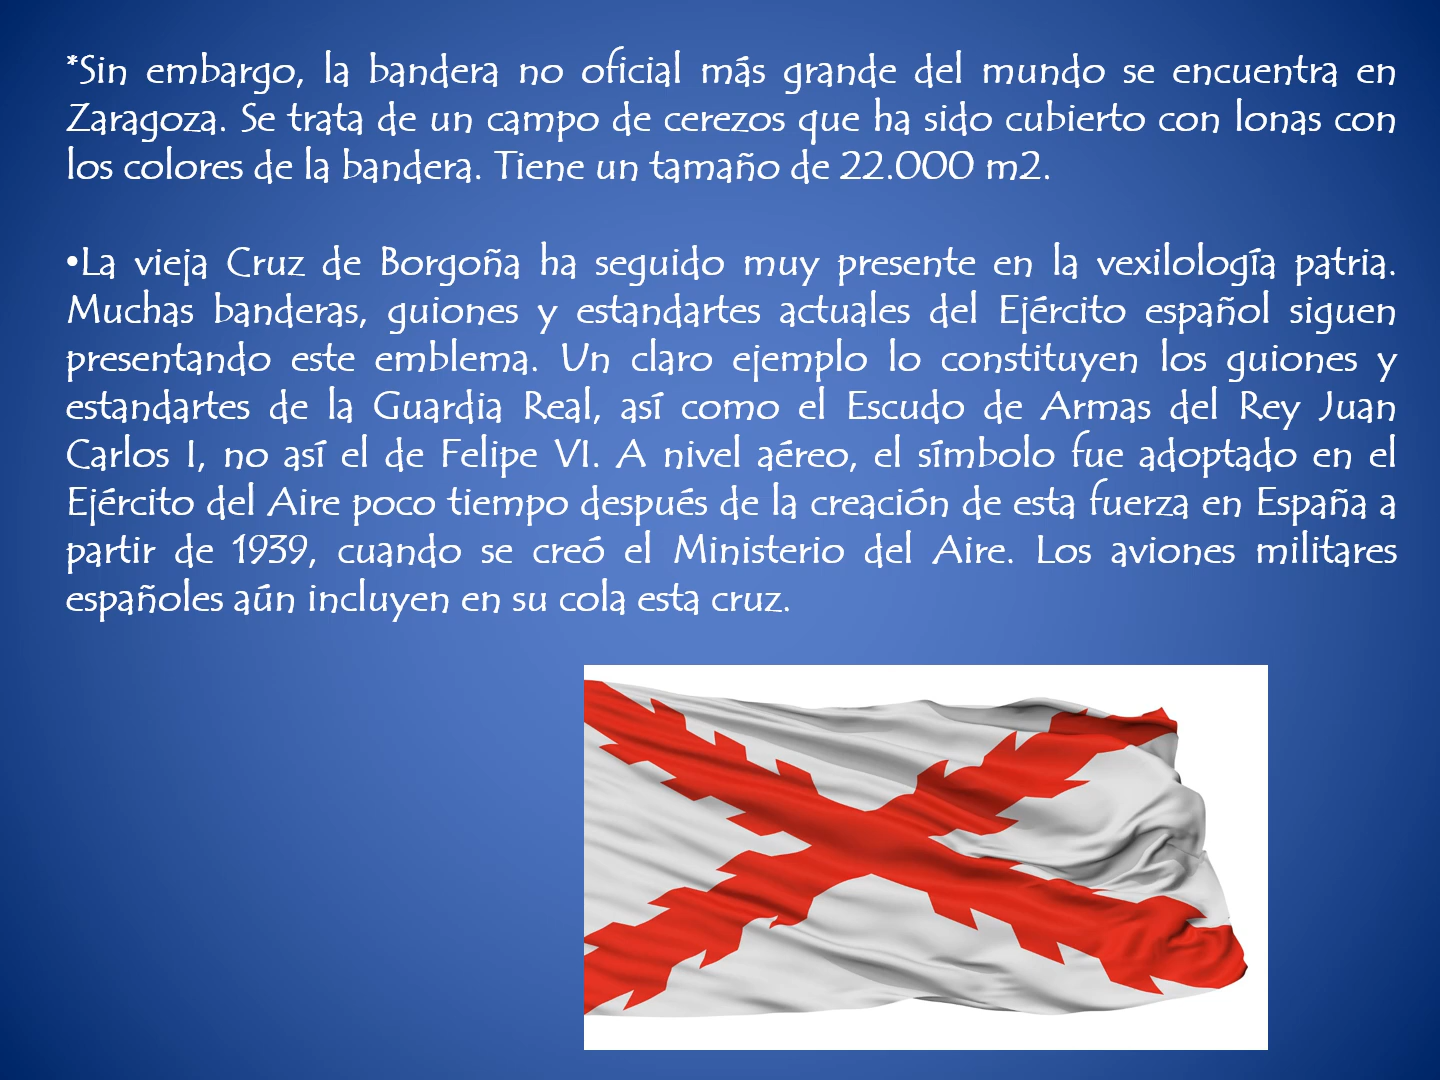 *Sin embargo, la bandera no oficial más grande del mundo se encuentra en
Zaragoza. Se trata de un campo de cerezos que ha sido cubierto con lonas con
los colores de la bandera. Tiene un tamaño de 22.000 m2.
•La vieja Cruz de Borgoña ha seguido muy presente en la vexilología patria.
Muchas banderas, guiones y estandartes actuales del Ejército español siguen
presentando este emblema. Un claro ejemplo lo constituyen los guiones y
estandartes de la Guardia Real, así como el Escudo de Armas del Rey Juan
Carlos I, no así el de Felipe VI. A nivel aéreo, el símbolo fue adoptado en el
Ejército del Aire poco tiempo después de la creación de esta fuerza en España a
partir de 1939, cuando se creó el Ministerio del Aire. Los aviones militares
españoles aún incluyen en su cola esta cruz.